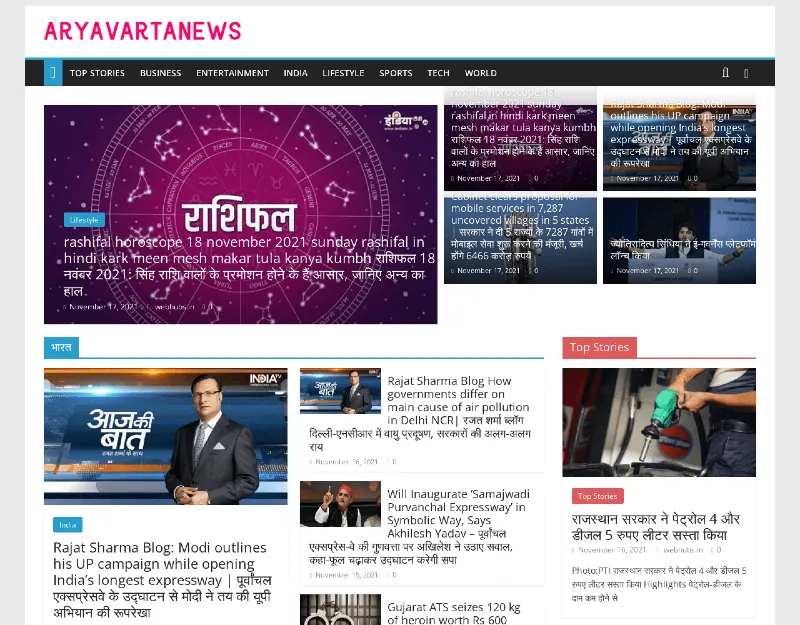 ARYAVARTANEWS
TOP STORIES BUSINESS ENTERTAINMENT INDIA LIFESTYLE SPORTS TECH WORLD
इंडिया
राशिफल
Lifestyle
rashifal horoscope 18 november 2021 sunday rashifal in
hindi kark meen mesh makar tula kanya kumbh राशिफल 18
नवंबर 2021: सिंह राशि वालों के प्रमोशन होने के हैं आसार, जानिए अन्य का
हाल
November 17, 2021 webhubs.in 0
rashifal horoscope 18
november 2021 sunday
rashifal in hindi kark meen
mesh makar tula kanya kumbh
राशिफल 18 नवंबर 2021: सिंह राशि
वालों के प्रमोशन होने के हैं आसार, जानिए
अन्य का हाल
November 17, 2021 0
Rajat Sharma Blog: Modi
outlines his UP campaign
while opening India's longest
expressway | पूर्वांचल एक्सप्रेसवे के
उद्घाटन से मोदी ने तय की यूपी अभियान
की रूपरेखा
November 17, 2021 0
Cabinet clears proposal for
mobile services in 7,287
uncovered villages in 5 states
| सरकार ने दी 5 राज्यों के 7287 गांवों में
मोबाइल सेवा शुरू करने की मंजूरी, खर्च
होंगे 6466 करोड़ रुपये
November 17, 2021 0
ज्योतिरादित्य सिंधिया ने ई-गवर्नेंस प्लेटफॉर्म
लॉन्च किया
November 17, 2021 0
भारत
INDIA TV
आज की
बात
रजत शर्मा के साथ
India
Rajat Sharma Blog: Modi outlines
his UP campaign while opening
India's longest expressway | पूर्वांचल
एक्सप्रेसवे के उद्घाटन से मोदी ने तय की यूपी
अभियान की रूपरेखा
आज की
बात
Rajat Sharma Blog How
governments differ on
main cause of air pollution
in Delhi NCR| रजत शर्मा ब्लॉग
दिल्ली-एनसीआर में वायु प्रदूषण, सरकारों की अलग-अलग
राय
November 16, 2021 0
Will Inaugurate 'Samajwadi
Purvanchal Expressway' in
Symbolic Way, Says
Akhilesh Yadav – पूर्वांचल
एक्सप्रेस-वे की गुणवत्ता पर अखिलेश ने उठाए सवाल,
कहा-फूल चढ़ाकर उद्घाटन करेगी सपा
November 15, 2021 0
Gujarat ATS seizes 120 kg
of heroin worth Rs 600
Top Stories
Top Stories
राजस्थान सरकार ने पेट्रोल 4 और
डीजल 5 रुपए लीटर सस्ता किया
November 16, 2021 webhubs.in 0
Photo:PTI राजस्थान सरकार ने पेट्रोल 4 और डीजल 5
रुपए लीटर सस्ता किया Highlights पेट्रोल-डीजल के
दाम कम होने से